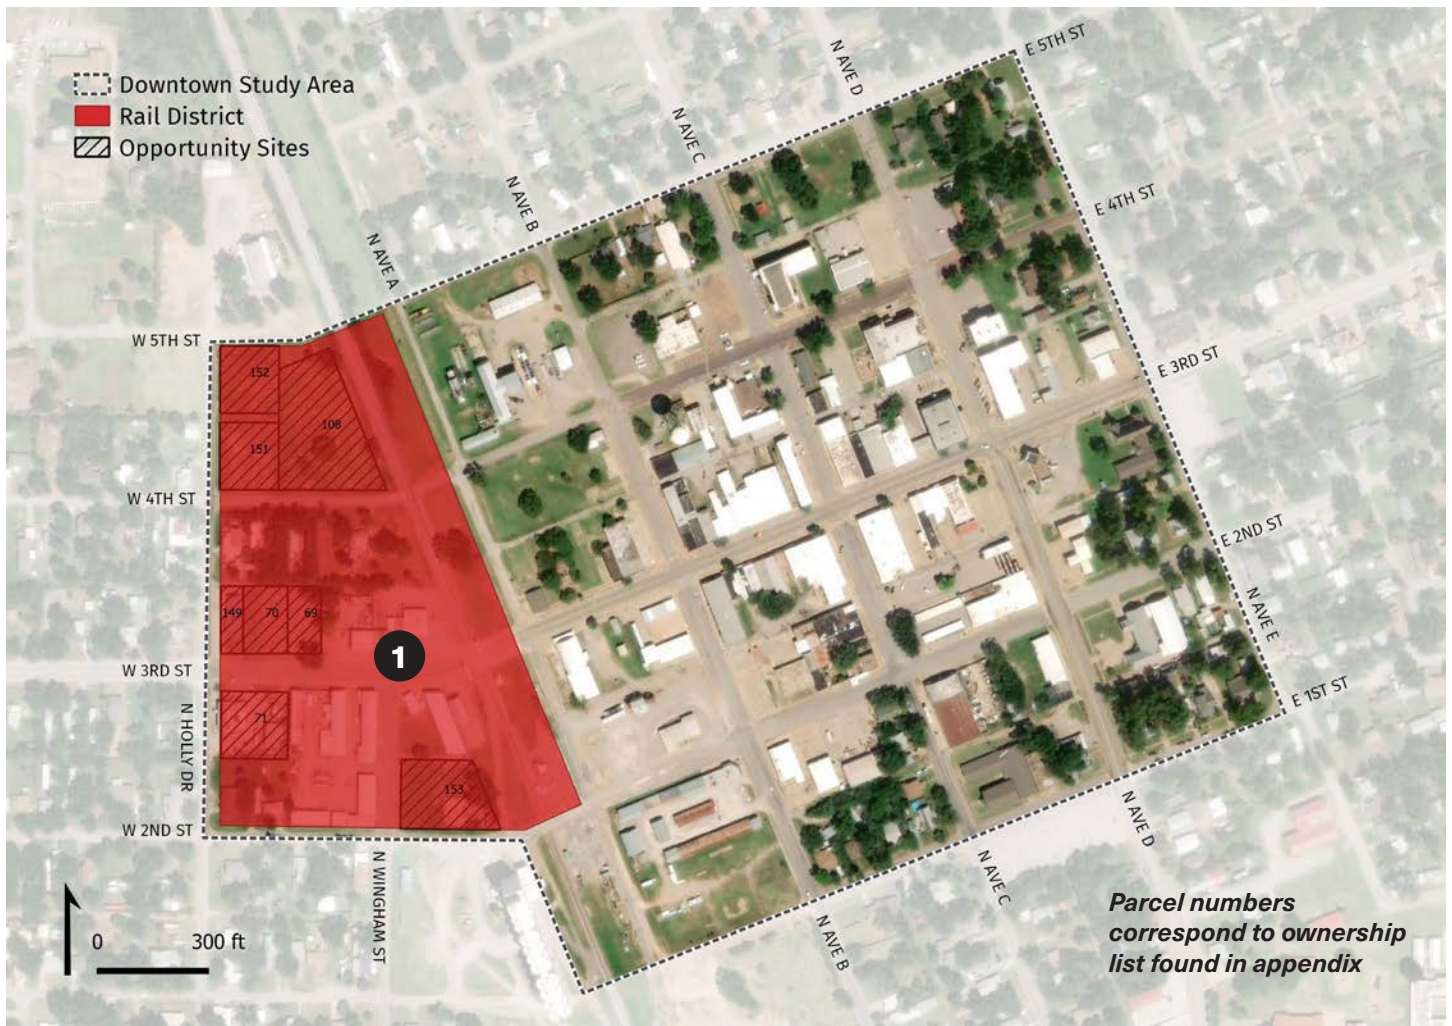 Downtown Study Area
Rail District
Opportunity Sites
E 5TH ST
N AVE D
N AVE C
N AVE B
E 4TH ST
N AVE A
W 5TH ST
E 3RD ST
152
108
151
W 4TH ST
E 2ND ST
149
70
69
N AVE E
1
W 3RD ST
E 1ST ST
71
N HOLLY DR
153
W 2ND ST
N AVE D
N WINGHAM ST
N AVE C
N AVE B
0
300 ft
Parcel numbers
correspond to ownership
list found in appendix